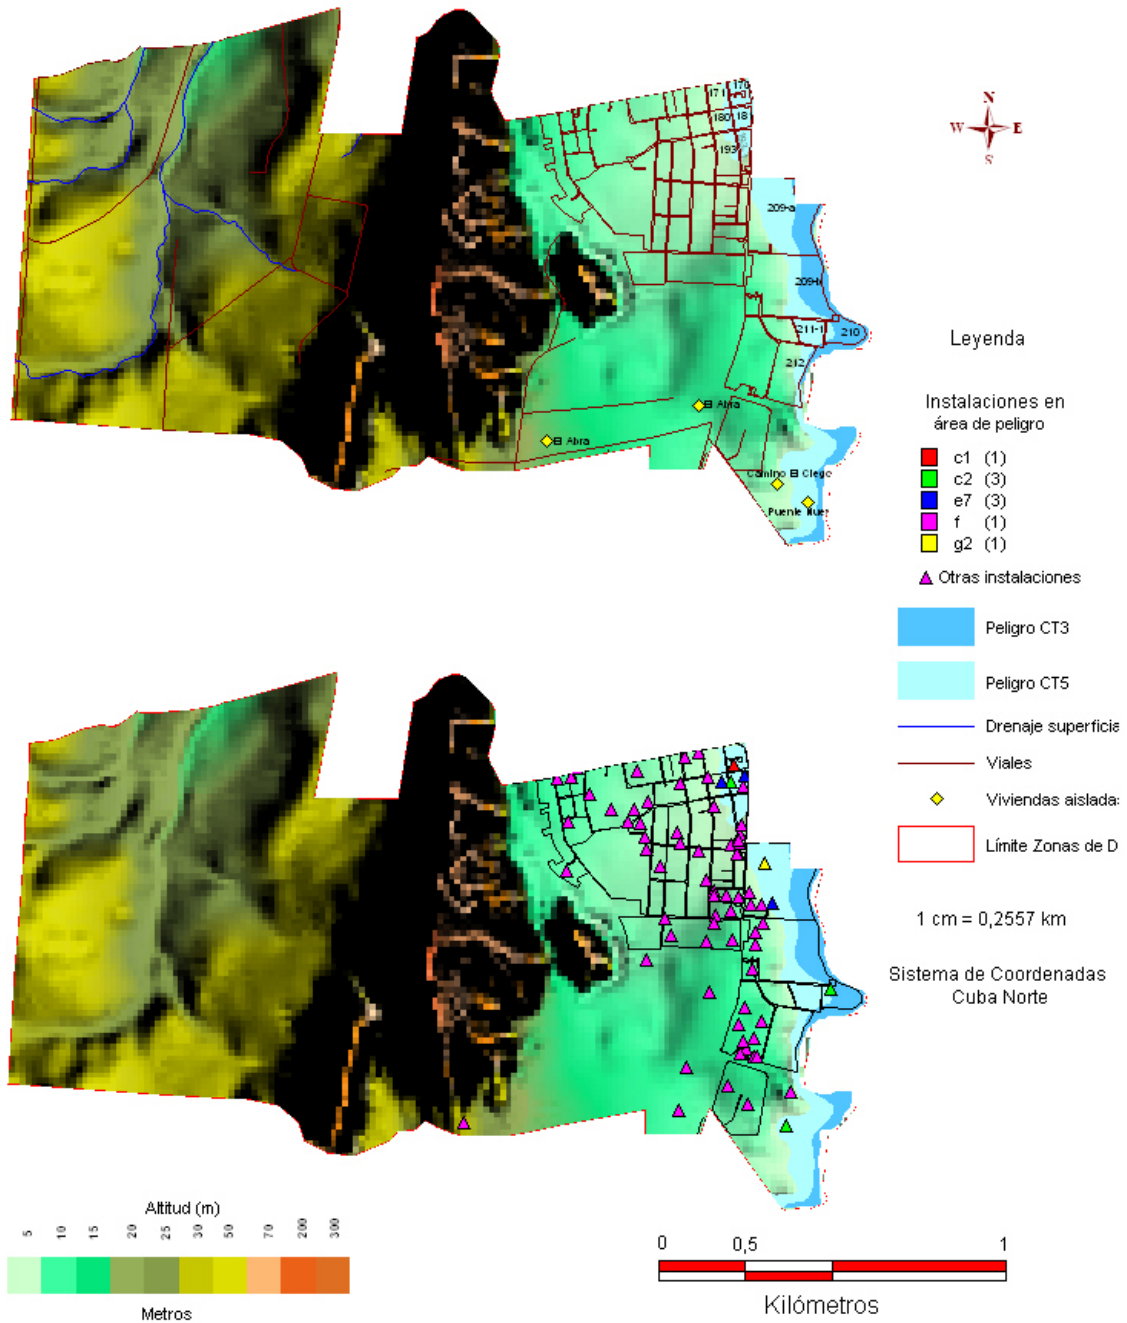 N
W E
S
171 170
180 18
193
209-a
209-b
211-1 210
212
El Abra
El Abra
Camino El Ciego
Puente Nue
Leyenda
Instalaciones en
área de peligro
c1 (1)
c2 (3)
e7 (3)
f (1)
g2 (1)
Otras instalaciones
Peligro CT3
Peligro CT5
Drenaje superficia
Viales
Viviendas aislada
Límite Zonas de D
1 cm = 0,2557 km
Sistema de Coordenadas
Cuba Norte
Altitud (m)
5 10 15 20 25 30 50 70 200 300
Metros
0 0,5 1
Kilómetros